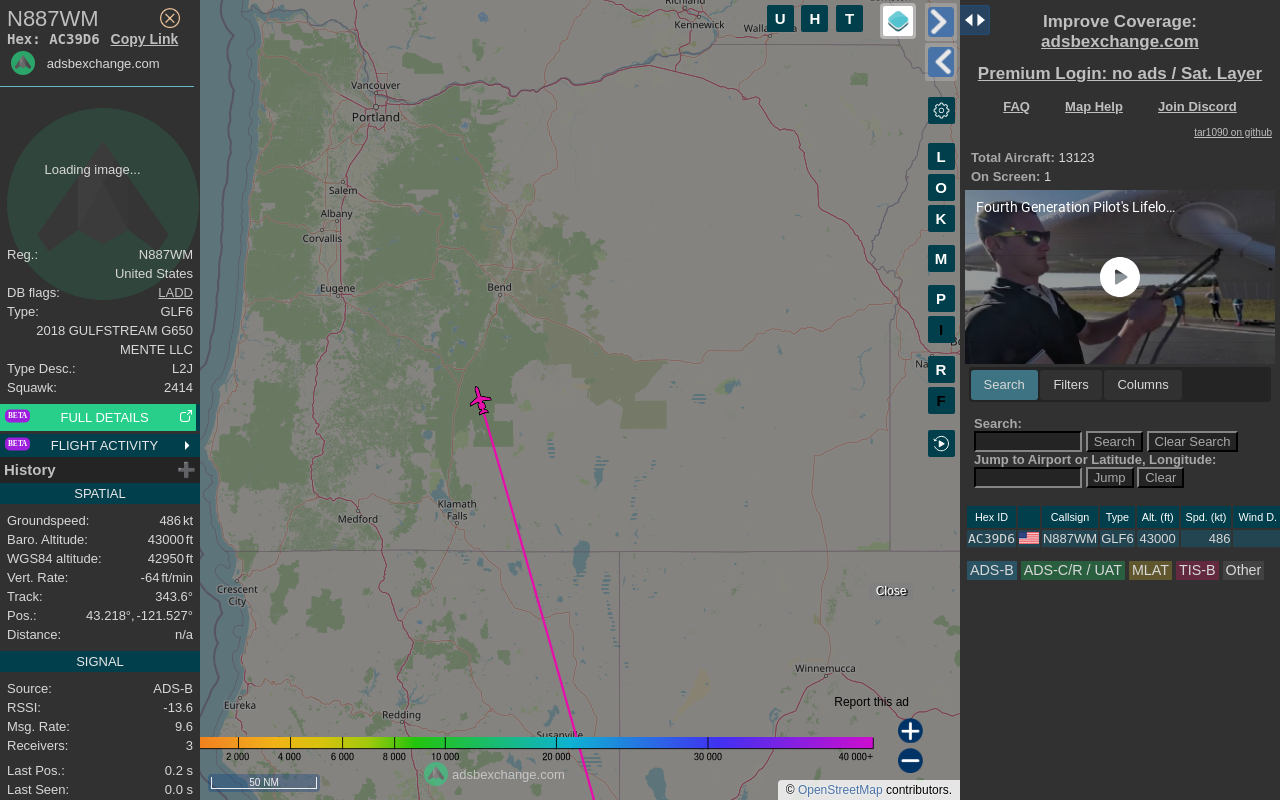 N887WM
Hex: AC39D6 Copy Link
adsbexchange.com
Loading image...
Reg.: N887WM
United States
DB flags: LADD
Type: GLF6
2018 GULFSTREAM G650
MENTE LLC
Type Desc.: L2J
Squawk: 2414
BETA FULL DETAILS
BETA FLIGHT ACTIVITY
History
SPATIAL
Groundspeed: 486 kt
Baro. Altitude: 43000 ft
WGS84 altitude: 42950 ft
Vert. Rate: -64 ft/min
Track: 343.6°
Pos.: 43.218°, -121.527°
Distance: n/a
SIGNAL
Source: ADS-B
RSSI: -13.6
Msg. Rate: 9.6
Receivers: 3
Last Pos.: 0.2 s
Last Seen: 0.0 s
Richland
Kennewick
Vancouver
Portland
Salem
Albany
Corvallis
Eugene
Bend
Medford
Klamath
Falls
Crescent
City
Eureka
Redding
Susanville
Winnemucca
U H T
L
O
K
M
P
I
R
F
Close
Report this ad
2 000 4 000 6 000 8 000 10 000 20 000 30 000 40 000+
adsbexchange.com
50 NM
© OpenStreetMap contributors.
Improve Coverage:
adsbexchange.com
Premium Login: no ads / Sat. Layer
FAQ Map Help Join Discord
tar1090 on github
Total Aircraft: 13123
On Screen: 1
Fourth Generation Pilot's Lifelo...
Search Filters Columns
Search:
Search Clear Search
Jump to Airport or Latitude, Longitude:
Jump Clear
Hex ID Callsign Type Alt. (ft) Spd. (kt) Wind D.
AC39D6 N887WM GLF6 43000 486
ADS-B ADS-C/R / UAT MLAT TIS-B Other